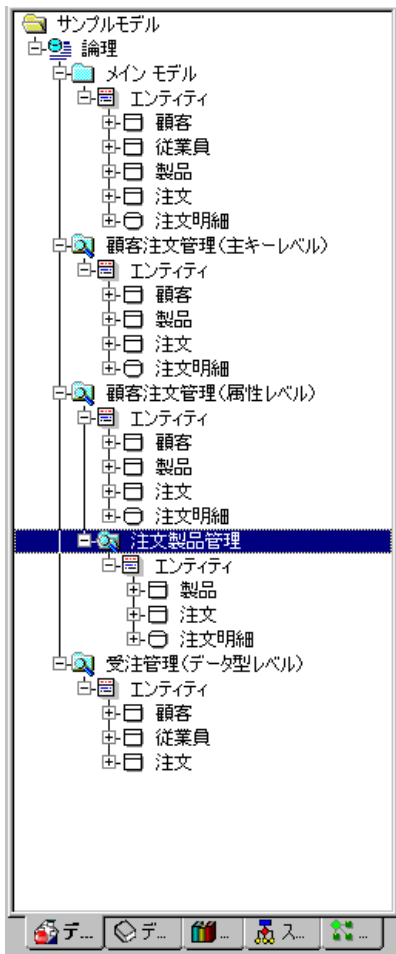 サンプルモデル
論理
メイン モデル
エンティティ
顧客
従業員
製品
注文
注文明細
顧客注文管理(主キーレベル)
エンティティ
顧客
製品
注文
注文明細
顧客注文管理(属性レベル)
エンティティ
顧客
製品
注文
注文明細
注文製品管理
エンティティ
製品
注文
注文明細
受注管理(データ型レベル)
エンティティ
顧客
従業員
注文
デ... デ... ... ス... ...